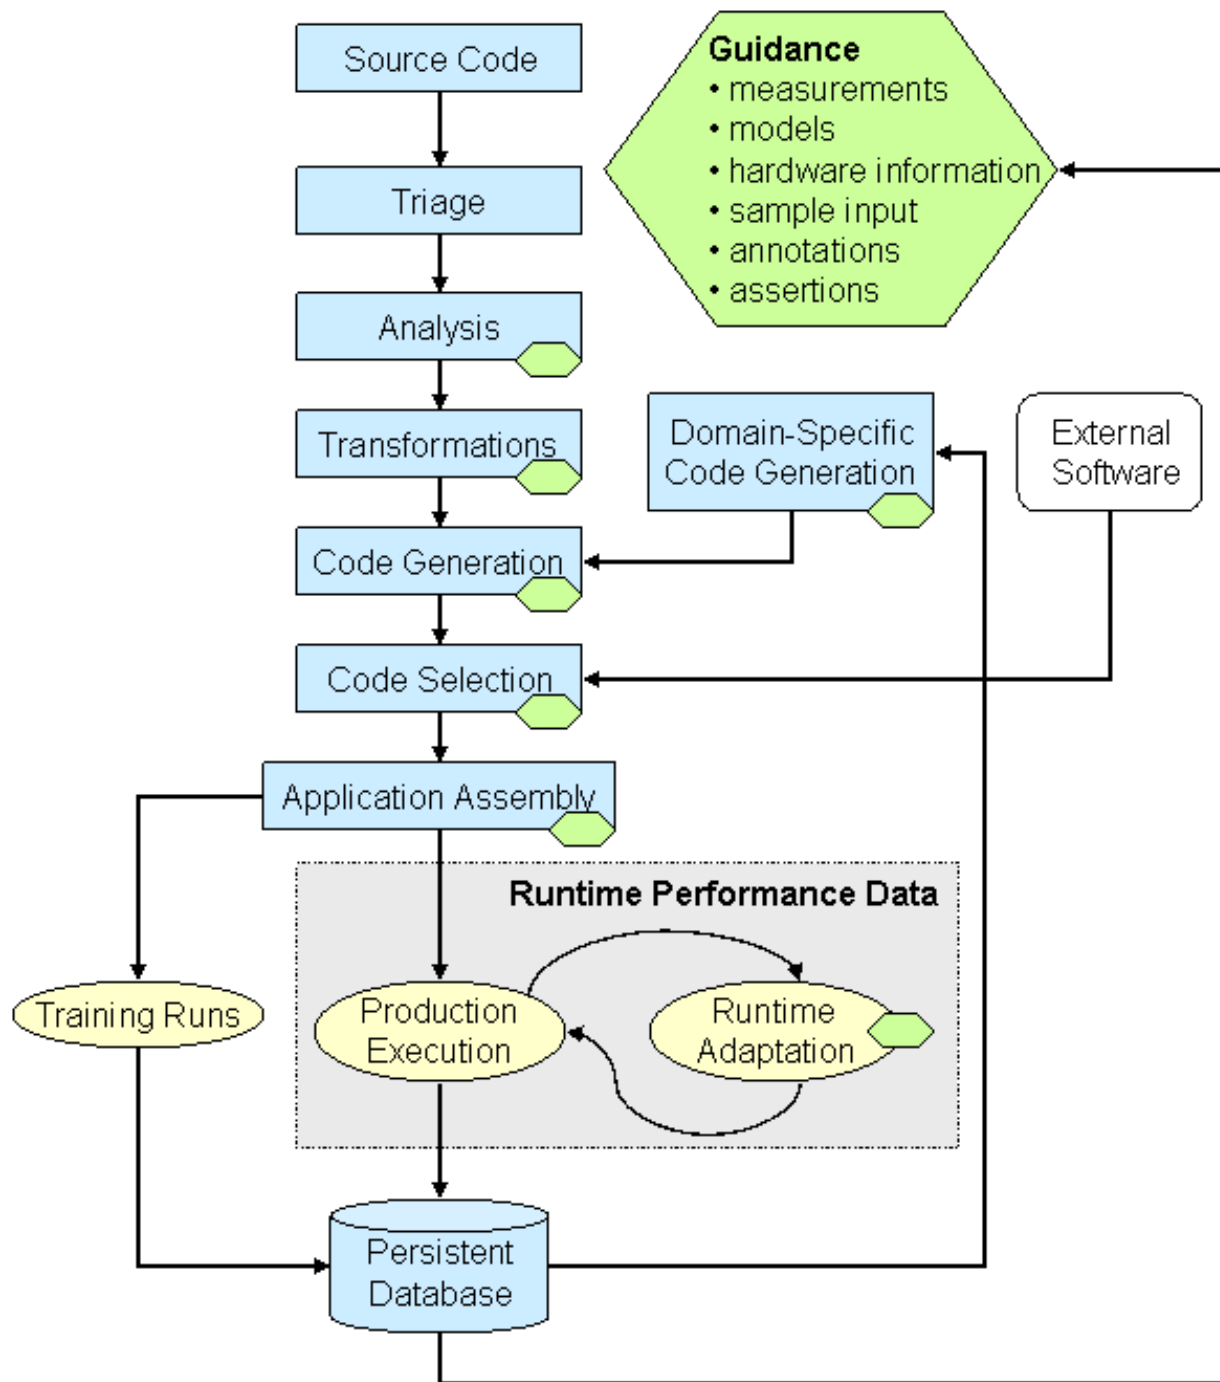 Source Code
Guidance
• measurements
• models
• hardware information
• sample input
• annotations
• assertions
Triage
Analysis
Transformations
Domain-Specific
Code Generation
External
Software
Code Generation
Code Selection
Application Assembly
Runtime Performance Data
Training Runs
Production
Execution
Runtime
Adaptation
Persistent
Database